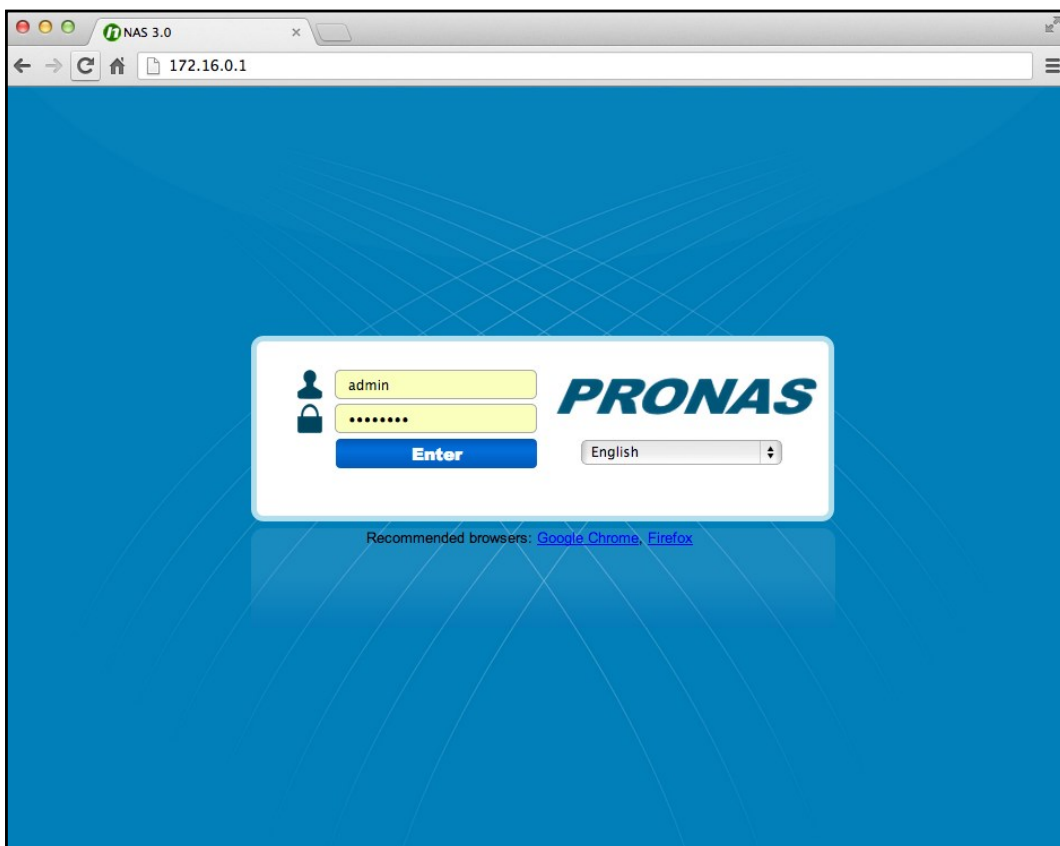 NAS 3.0
172.16.0.1
admin
••••••••
PRONAS
Enter
English
Recommended browsers: Google Chrome, Firefox